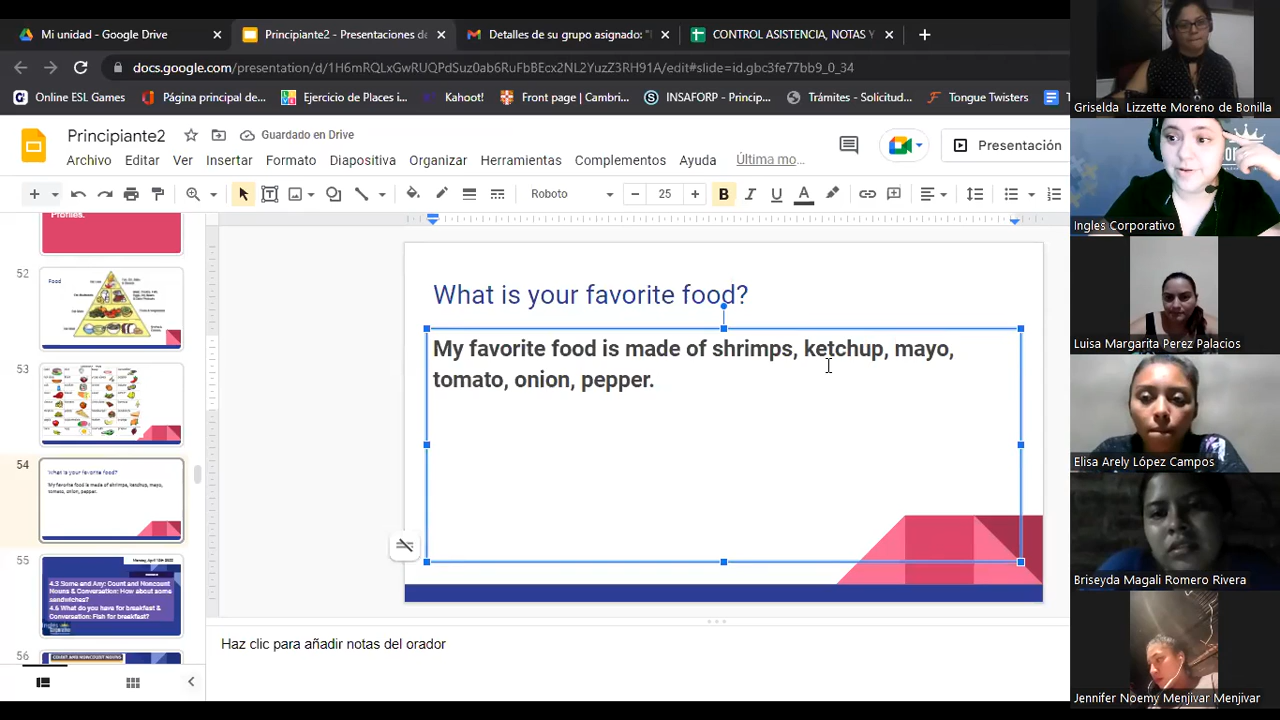 Mi unidad - Google Drive
Principiante2 - Presentaciones de
Detalles de su grupo asignado: "
CONTROL ASISTENCIA, NOTAS Y
docs.google.com/presentation/d/1H6mRQLxGwRUQPdSuz0ab6RuFbBEcx2NL2YuzZ3RH91A/edit#slide=id.gbc3fe77bb9_0_34
Online ESL Games
Página principal de...
Ejercicio de Places i...
Kahoot!
Front page | Cambri...
INSAFORP - Princip...
Trámites - Solicitud...
Tongue Twisters
Principiante2
Guardado en Drive
Archivo Editar Ver Insertar Formato Diapositiva Organizar Herramientas Complementos Ayuda Última mo...
Presentación
Roboto
25
B I U A
Profiles.
52
Food
53
54
What is your favorite food?
My favorite food is made of shrimps, ketchup, mayo,
tomato, onion, pepper.
55
4.3 Some and Any: Count and Noncount
Nouns & Conversation: How about some
sandwiches?
4.6 What do you have for breakfast &
Conversation: Fish for breakfast?
56
COUNT AND NONCOUNT NOUNS
What is your favorite food?
My favorite food is made of shrimps, ketchup, mayo,
tomato, onion, pepper.
Haz clic para añadir notas del orador
Griselda Lizzette Moreno de Bonilla
Ingles Corporativo
Luisa Margarita Perez Palacios
Elisa Arely López Campos
Briseyda Magali Romero Rivera
Jennifer Noemy Menjivar Menjivar